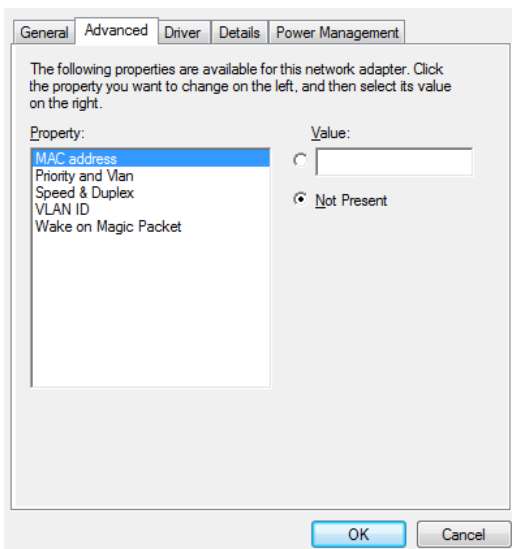 General Advanced Driver Details Power Management
The following properties are available for this network adapter. Click
the property you want to change on the left, and then select its value
on the right.
Property:
Value:
MAC address
Priority and Vlan
Speed & Duplex
VLAN ID
Wake on Magic Packet
Not Present
OK Cancel